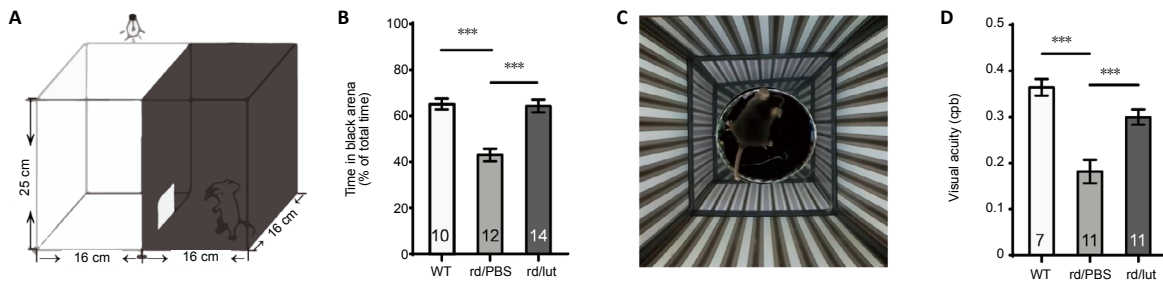 A
25 cm
16 cm
16 cm
16 cm
B
Time in black arena
(% of total time)
100
80
60
40
20
0
***
***
10
12
14
WT
rd/PBS
rd/lut
C
D
Visual acuity (cpb)
0.5
0.4
0.3
0.2
0.1
0
***
***
7
11
11
WT
rd/PBS
rd/lut